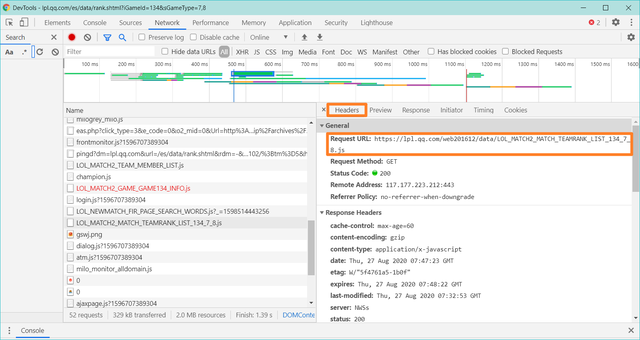 DevTools - lpl.qq.com/es/data/rank.shtml?iGameId=134&sGameType=7,8
Elements Console Sources Network Performance Memory Application Security Lighthouse 2
Search Preserve log Disable cache Online
Aa .* Filter Hide data URLs All XHR JS CSS Img Media Font Doc WS Manifest Other Has blocked cookies Blocked Requests
100 ms 200 ms 300 ms 400 ms 500 ms 600 ms 700 ms 800 ms 900 ms 1000 ms 1100 ms 1200 ms 1300 ms 1400 ms 1500 ms 1600 ms
Name
milogrey_milo.js
eas.php?click_type=3&e_code=0&o2_mid=0&Url=http%3A...ip%2farchives%2F
frontmonitor.js?1596707389304
pingd?dm=lpl.qq.com&url=/es/data/rank.shtml&rdm=-&...102/%3Btm%3D5&H
LOL_MATCH2_TEAM_MEMBER_LIST.js
champion.js
LOL_MATCH2_GAME_GAME134_INFO.js
login.js?1596707389304
LOL_NEWMATCH_FIR_PAGE_SEARCH_WORDS.js?_=1598514443256
LOL_MATCH2_MATCH_TEAMRANK_LIST_134_7_8.js
gswj.png
dialog.js?1596707389304
atm.js?1596707389304
milo_monitor_alldomain.js
0
0
ajaxpage.js?1596707389304
52 requests 329 kB transferred 2.0 MB resources Finish: 1.39 s DOMConte
Headers Preview Response Initiator Timing Cookies
General
Request URL: https://lpl.qq.com/web201612/data/LOL_MATCH2_MATCH_TEAMRANK_LIST_134_7_
8.js
Request Method: GET
Status Code: 200
Remote Address: 117.177.223.212:443
Referrer Policy: no-referrer-when-downgrade
Response Headers
cache-control: max-age=60
content-encoding: gzip
content-type: application/x-javascript
date: Thu, 27 Aug 2020 07:47:23 GMT
etag: W/"5f4761a5-1b0f"
expires: Thu, 27 Aug 2020 07:48:22 GMT
last-modified: Thu, 27 Aug 2020 07:32:53 GMT
server: NWSs
status: 200
Console